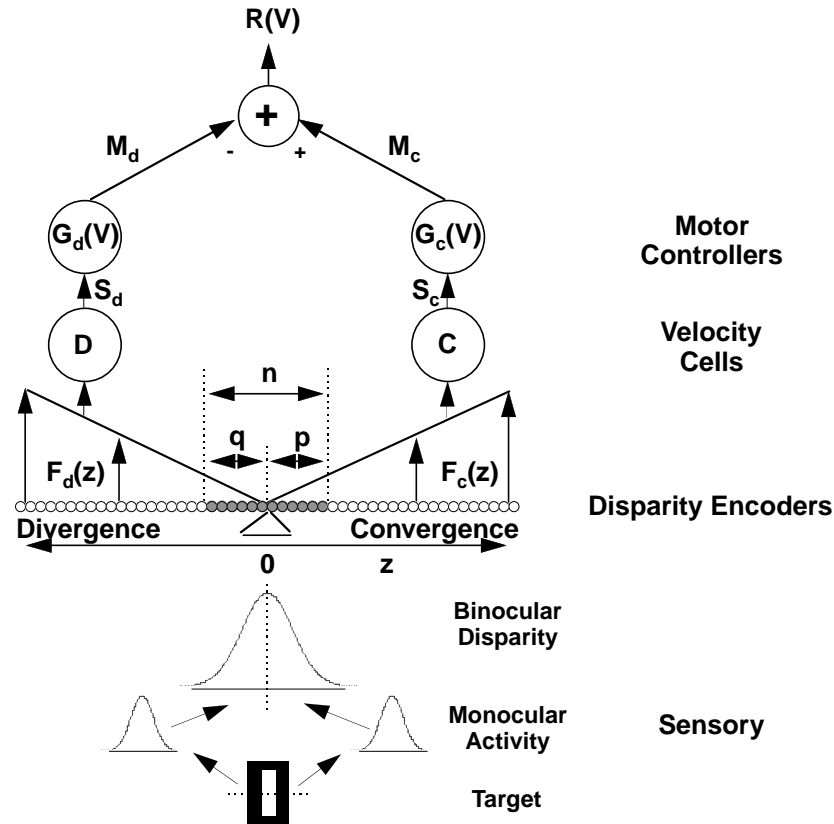 R(V)
+
M_d
- +
M_c
G_d(V)
G_c(V)
Motor
Controllers
S_d
S_c
D
C
Velocity
Cells
n
q
p
F_d(z)
F_c(z)
Disparity Encoders
Divergence
Convergence
0
z
Binocular
Disparity
Monocular
Activity
Sensory
Target